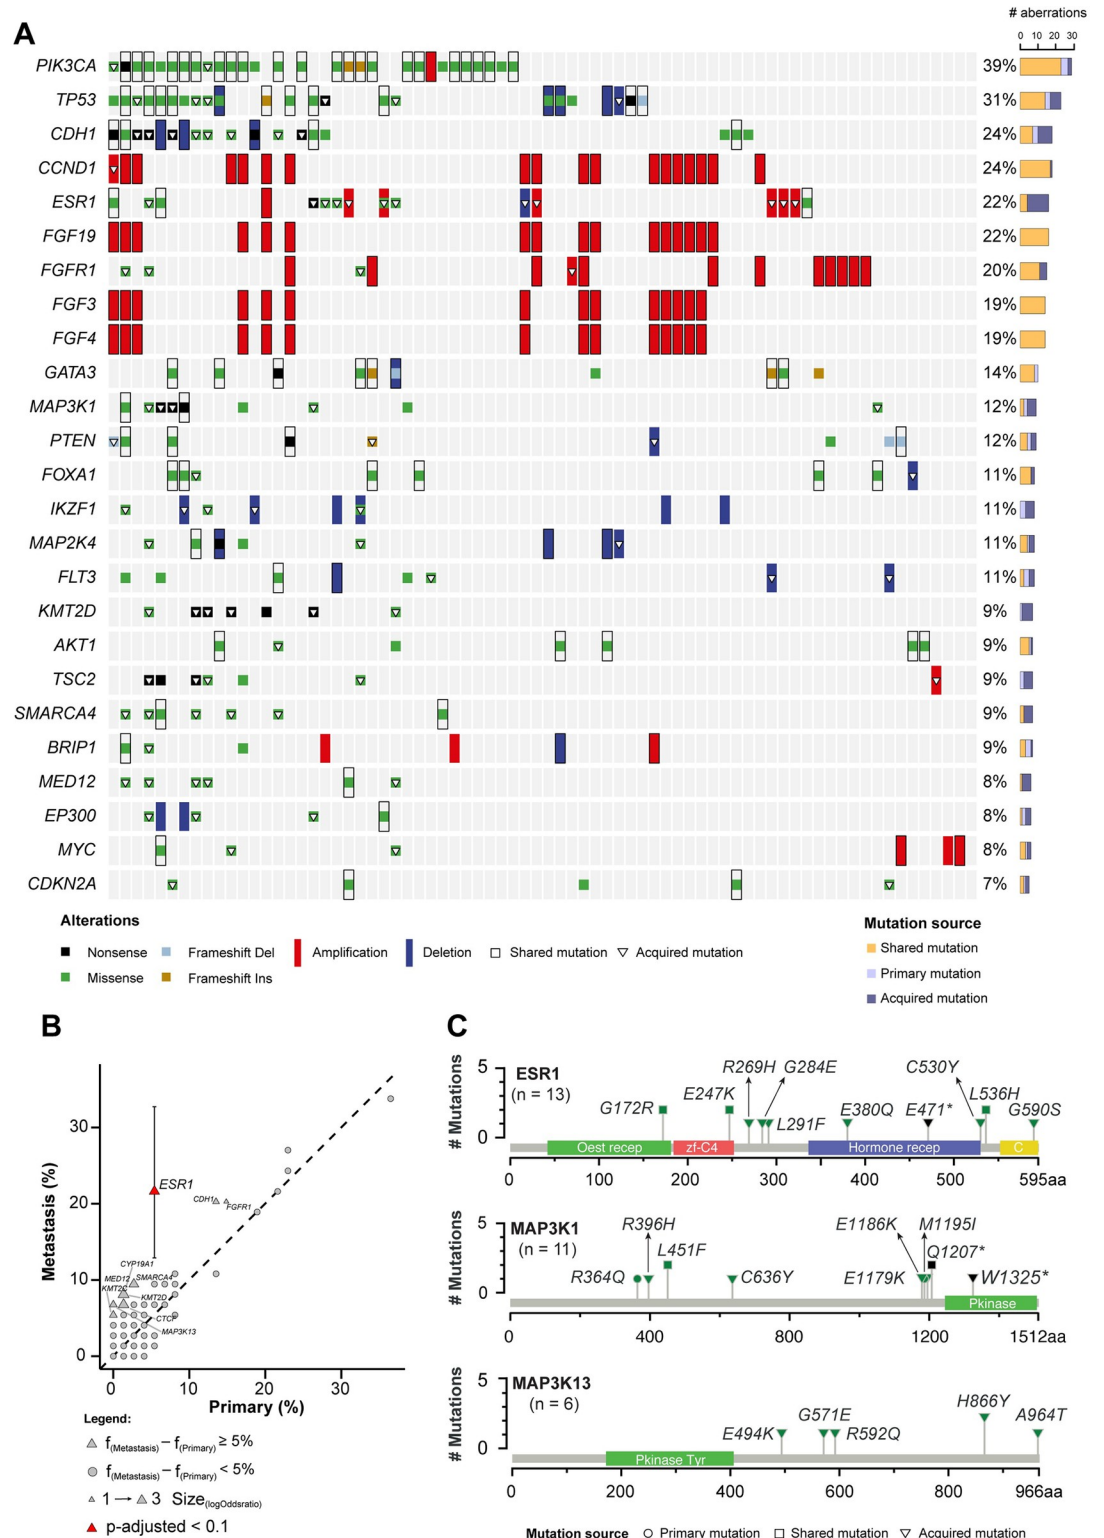 # aberrations
A
0 10 20 30
PIK3CA 39%
TP53 31%
CDH1 24%
CCND1 24%
ESR1 22%
FGF19 22%
FGFR1 20%
FGF3 19%
FGF4 19%
GATA3 14%
MAP3K1 12%
PTEN 12%
FOXA1 11%
IKZF1 11%
MAP2K4 11%
FLT3 11%
KMT2D 9%
AKT1 9%
TSC2 9%
SMARCA4 9%
BRIP1 9%
MED12 8%
EP300 8%
MYC 8%
CDKN2A 7%
Alterations
Nonsense Frameshift Del Amplification Deletion Shared mutation Acquired mutation
Missense Frameshift Ins
Mutation source
Shared mutation
Primary mutation
Acquired mutation
B
Metastasis (%)
30
20
10
0
ESR1
CDH1
FGFR1
CYP19A1
MED12 SMARCA4
KMT2C
KMT2D
CTCF
MAP3K13
0 10 20 30
Primary (%)
Legend:
f(Metastasis) – f(Primary) ≥ 5%
f(Metastasis) – f(Primary) < 5%
1 → 3 Size(logOddsratio)
p-adjusted < 0.1
C
# Mutations
5
0
ESR1
(n = 13)
R269H G284E C530Y
G172R E247K L291F E380Q E471* L536H G590S
Oest recep zf-C4 Hormone recep C
0 100 200 300 400 500 595aa
# Mutations
5
0
MAP3K1
(n = 11)
R396H E1186K M1195I
L451F Q1207*
R364Q C636Y E1179K W1325*
Pkinase
0 400 800 1200 1512aa
# Mutations
5
0
MAP3K13
(n = 6)
H866Y
G571E A964T
E494K R592Q
Pkinase Tyr
0 200 400 600 800 966aa
Mutation source Primary mutation Shared mutation Acquired mutation